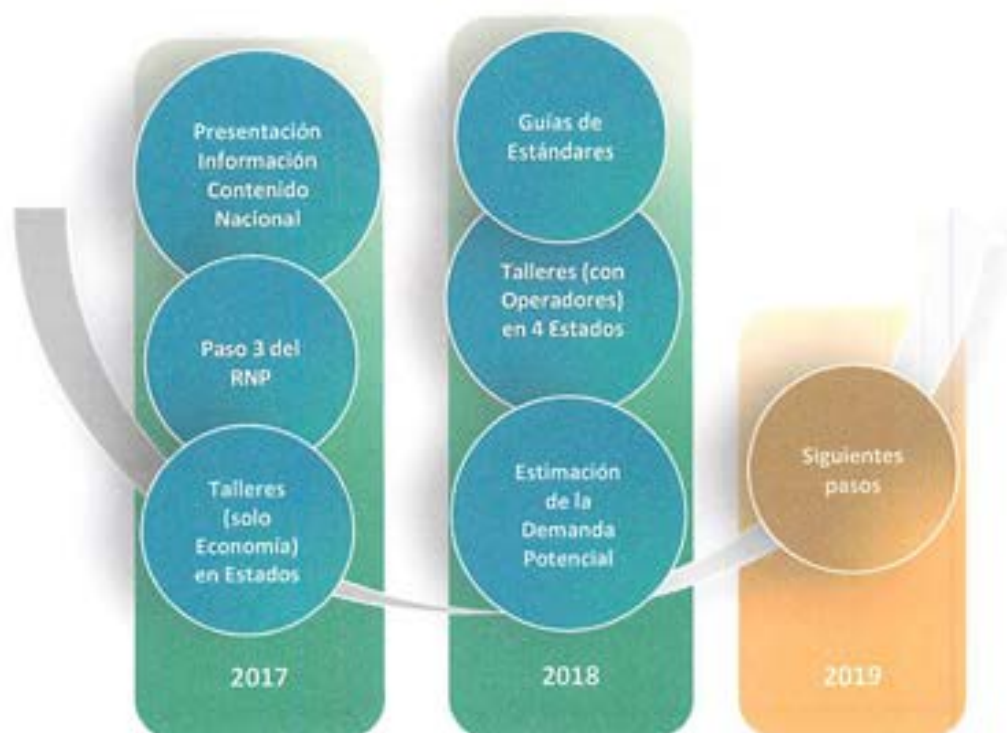 Presentación
Información
Contenido
Nacional
Paso 3 del
RNP
Talleres
(solo
Economía)
en Estados
2017
Guías de
Estándares
Talleres (con
Operadores)
en 4 Estados
Estimación
de la
Demanda
Potencial
2018
Siguientes
pasos
2019